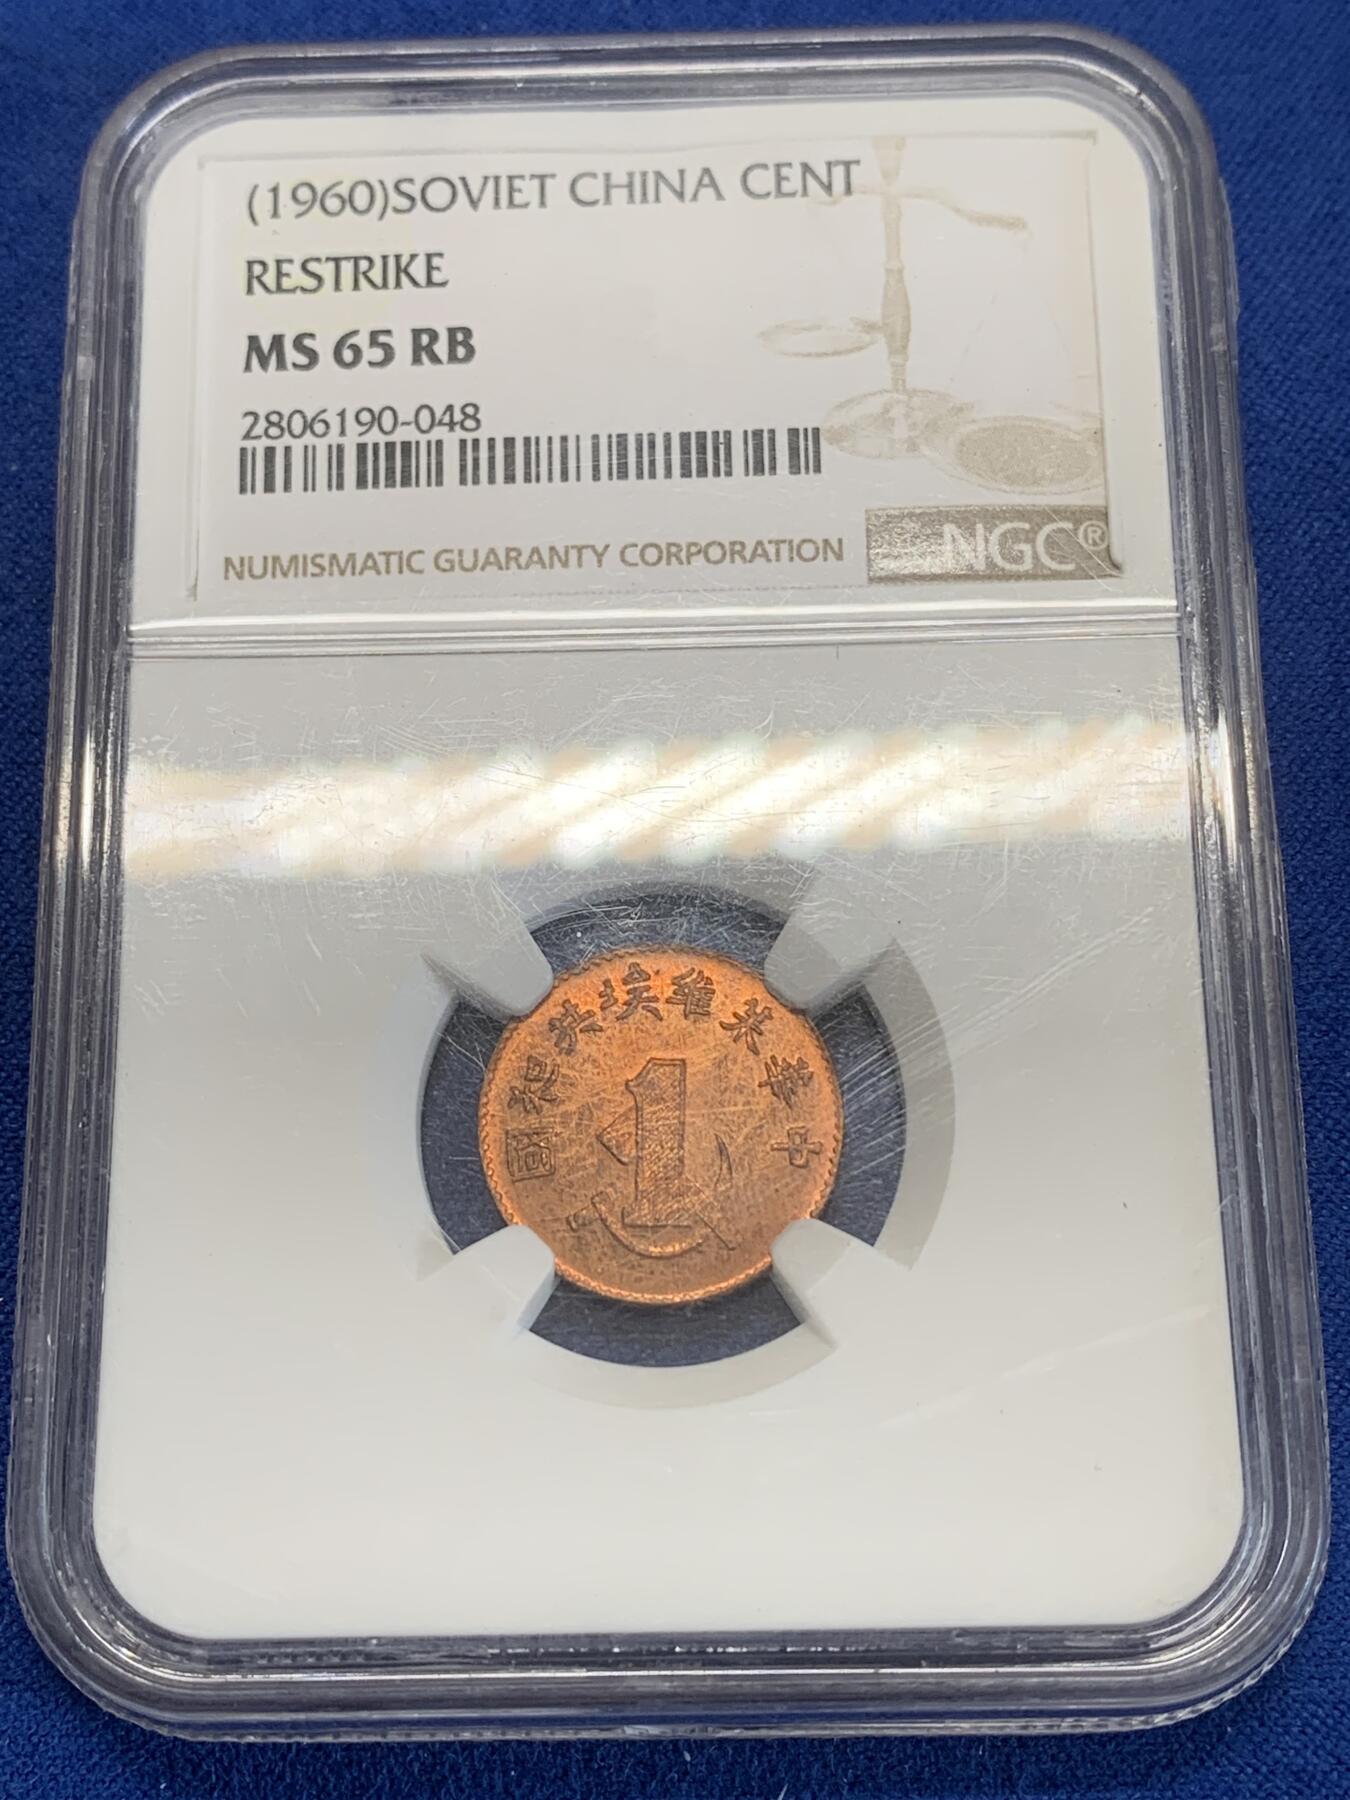 (1960)SOVIET CHINA CENT
RESTRIKE
MS 65 RB
2806190-048
NUMISMATIC GUARANTY CORPORATION
NGC®
中華苏維埃共和國
1